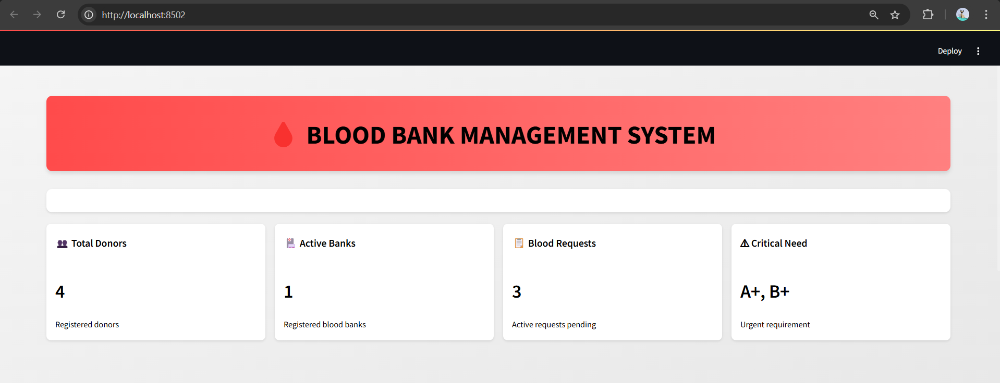 http://localhost:8502
Deploy
BLOOD BANK MANAGEMENT SYSTEM
Total Donors
Active Banks
Blood Requests
Critical Need
4
1
3
A+, B+
Registered donors
Registered blood banks
Active requests pending
Urgent requirement